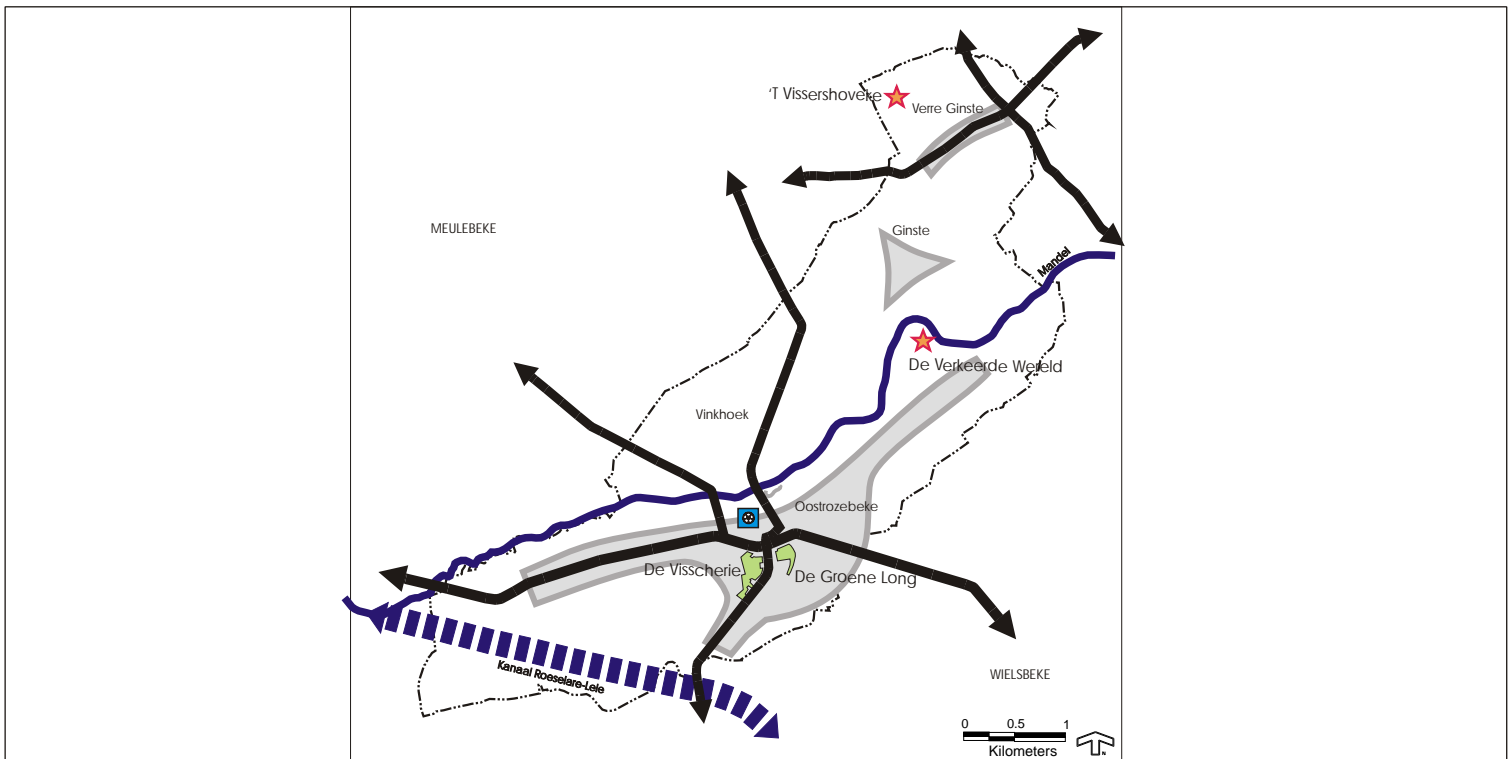 'T Vissershoveke
Verre Ginste
MEULEBEKE
Ginste
Mandel
De Verkeerde Wereld
Vinkhoek
Oostrozebeke
De Visscherie
De Groene Long
Kanaal Roeselare-Leie
WIELSBEKE
0 0.5 1
Kilometers
N